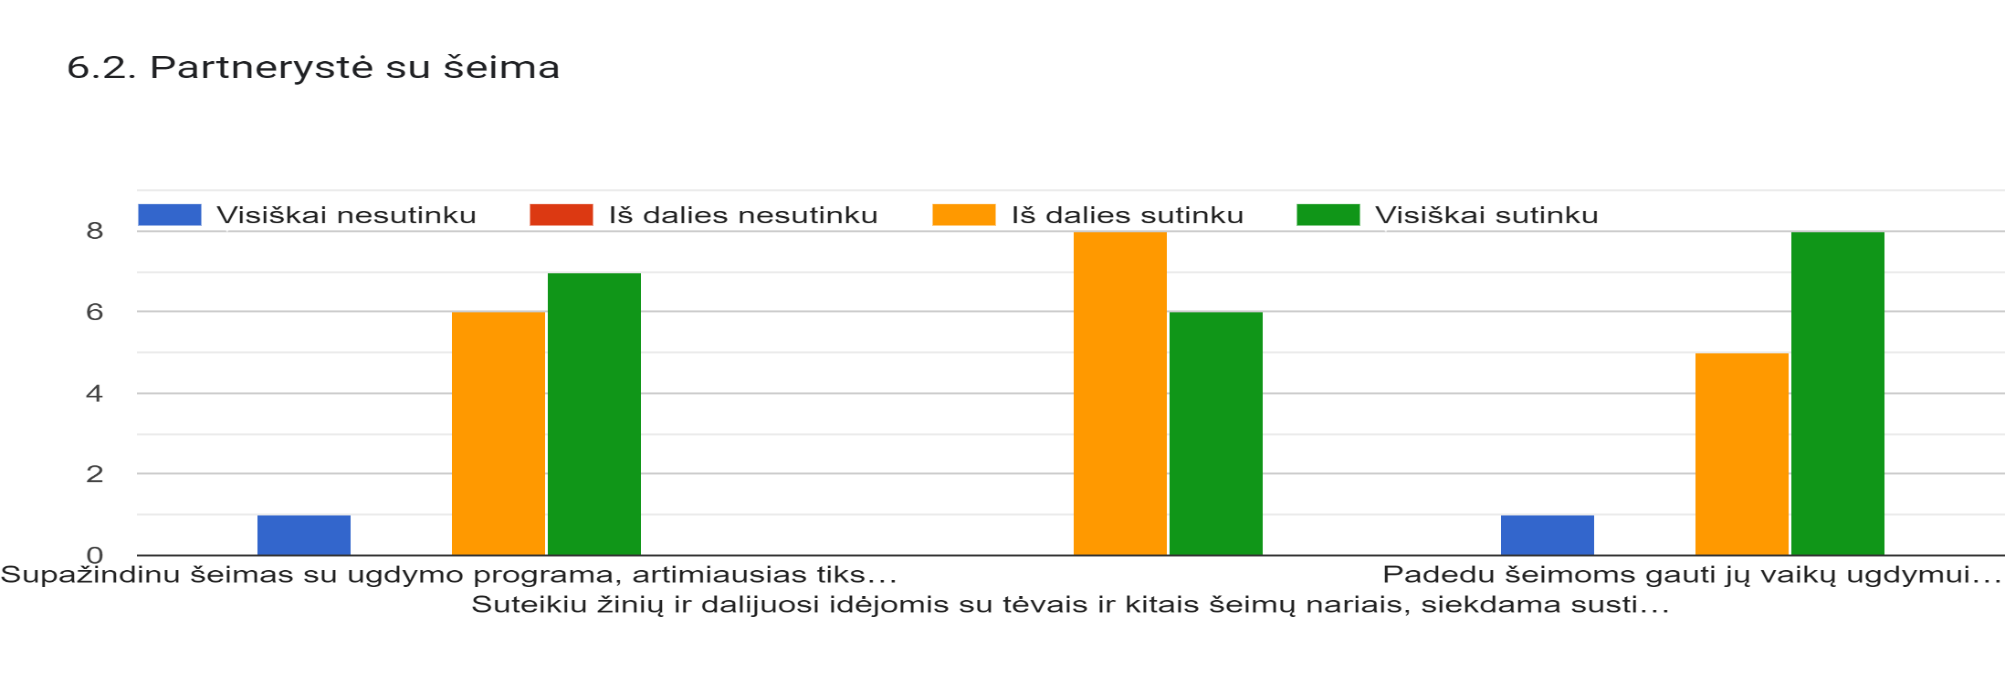 6.2. Partnerystė su šeima
Visiškai nesutinku
Iš dalies nesutinku
Iš dalies sutinku
Visiškai sutinku
8
6
4
2
0
Supažindinu šeimas su ugdymo programa, artimiausias tiks...
Padedu šeimoms gauti jų vaikų ugdymui...
Suteikiu žinių ir dalijuosi idėjomis su tėvais ir kitais šeimų nariais, siekdama susti...